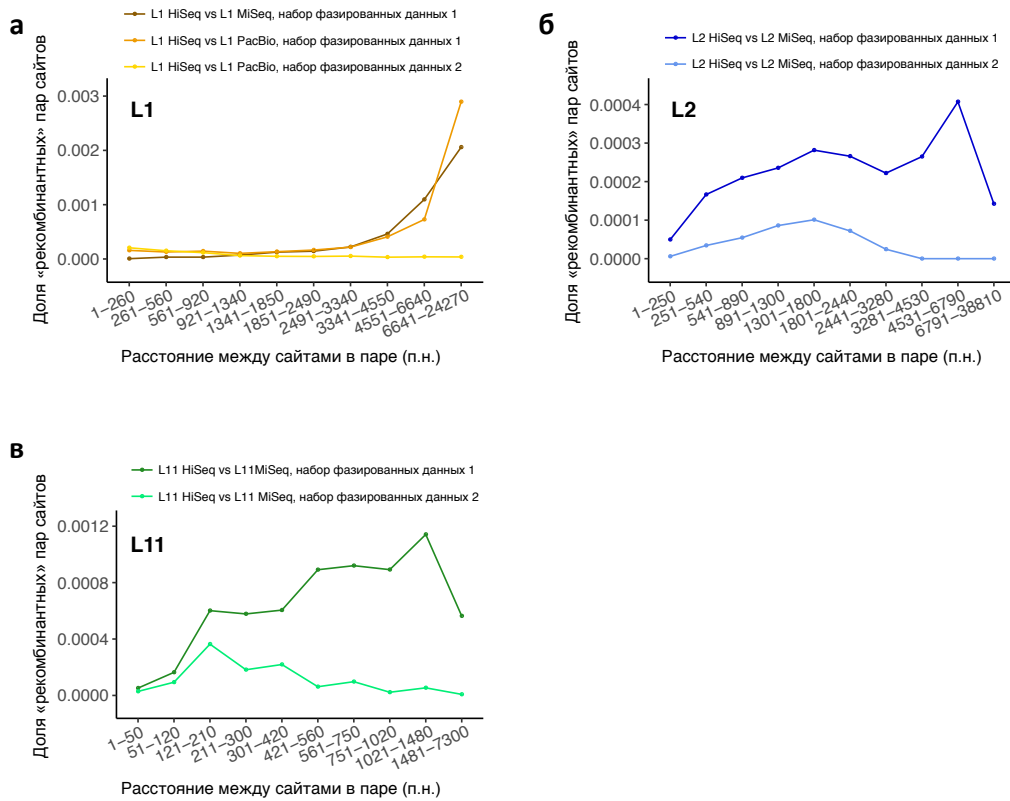 а
L1 HiSeq vs L1 MiSeq, набор фазированных данных 1
L1 HiSeq vs L1 PacBio, набор фазированных данных 1
L1 HiSeq vs L1 PacBio, набор фазированных данных 2
L1
Доля «рекомбинантных» пар сайтов
0.003
0.002
0.001
0.000
1–260
261–560
561–920
921–1340
1341–1850
1851–2490
2491–3340
3341–4550
4551–6640
6641–24270
Расстояние между сайтами в паре (п.н.)
б
L2 HiSeq vs L2 MiSeq, набор фазированных данных 1
L2 HiSeq vs L2 MiSeq, набор фазированных данных 2
L2
Доля «рекомбинантных» пар сайтов
0.0004
0.0003
0.0002
0.0001
0.0000
1–250
251–540
541–890
891–1300
1301–1800
1801–2440
2441–3280
3281–4530
4531–6790
6791–38810
Расстояние между сайтами в паре (п.н.)
в
L11 HiSeq vs L11MiSeq, набор фазированных данных 1
L11 HiSeq vs L11 MiSeq, набор фазированных данных 2
L11
Доля «рекомбинантных» пар сайтов
0.0012
0.0008
0.0004
0.0000
1–50
51–120
121–210
211–300
301–420
421–560
561–750
751–1020
1021–1480
1481–7300
Расстояние между сайтами в паре (п.н.)